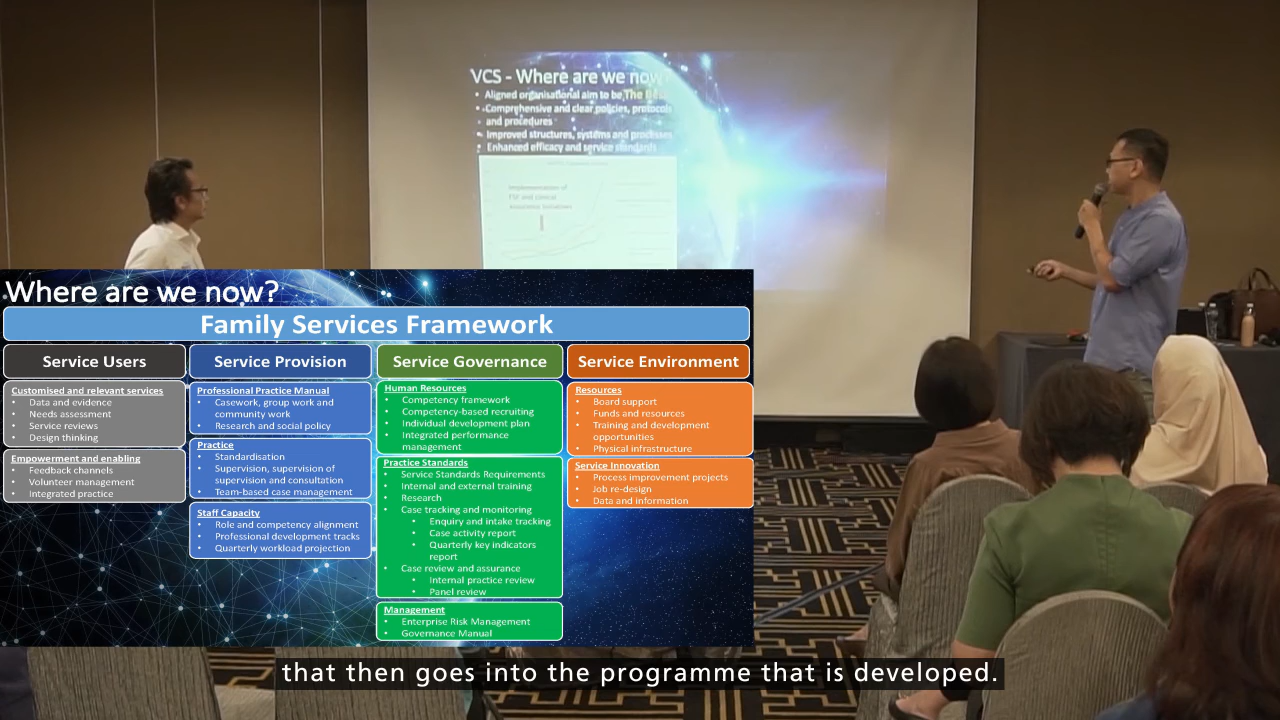 VCS - Where are we now?
• Aligned organisational aim to be The Best
• Comprehensive and clear policies, protocols
and procedures
• Improved structures, systems and processes
• Enhanced efficacy and service standards
Implementation of
FSF and clinical
Where are we now?
Family Services Framework
Service Users
Customised and relevant services
• Data and evidence
• Needs assessment
• Service reviews
• Design thinking
Empowerment and enabling
• Feedback channels
• Volunteer management
• Integrated practice
Service Provision
Professional Practice Manual
• Casework, group work and
community work
• Research and social policy
Practice
• Standardisation
• Supervision, supervision of
supervision and consultation
• Team-based case management
Staff Capacity
• Role and competency alignment
• Professional development tracks
• Quarterly workload projection
Service Governance
Human Resources
• Competency framework
• Competency-based recruiting
• Individual development plan
• Integrated performance
management
Practice Standards
• Service Standards Requirements
• Internal and external training
• Research
• Case tracking and monitoring
• Enquiry and intake tracking
• Case activity report
• Quarterly key indicators
report
• Case review and assurance
• Internal practice review
• Panel review
Management
• Enterprise Risk Management
• Governance Manual
Service Environment
Resources
• Board support
• Funds and resources
• Training and development
opportunities
• Physical infrastructure
Service Innovation
• Process improvement projects
• Job re-design
• Data and information
that then goes into the programme that is developed.